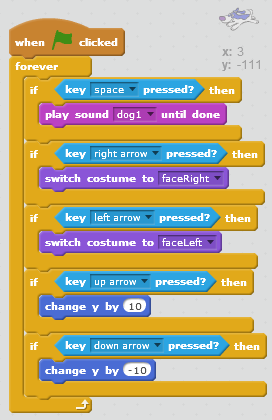 when clicked
x: 3
forever
y: -111
if key space pressed? then
play sound dog1 until done
if key right arrow pressed? then
switch costume to faceRight
if key left arrow pressed? then
switch costume to faceLeft
if key up arrow pressed? then
change y by 10
if key down arrow pressed? then
change y by -10